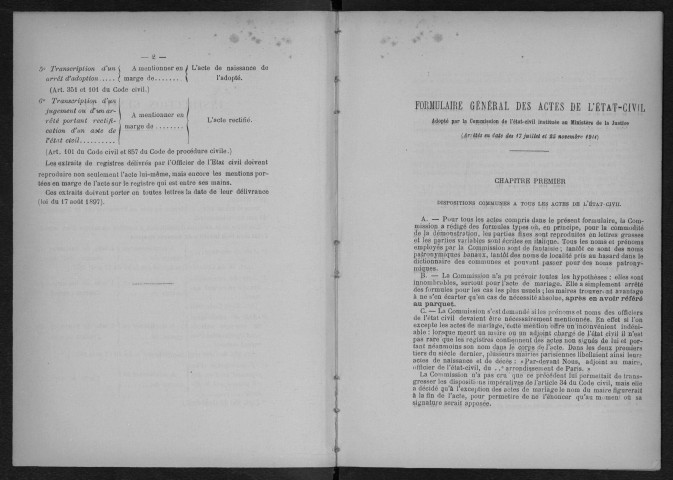 — 2 —
5o Transcription d'un arrêt d'adoption ..... { A mentionner en marge de ....... { L'acte de naissance de l'adopté.
(Art. 354 et 101 du Code civil.)
6o Transcription d'un jugement ou d'un arrêté portant rectification d'un acte de l'état civil ......... { A mentionner en marge de ....... { L'acte rectifié.
(Art. 101 du Code civil et 857 du Code de procédure civile.)
Les extraits de registres délivrés par l'Officier de l'État civil doivent
reproduire non seulement l'acte lui-même, mais encore les mentions por-
tées en marge de l'acte sur le registre qui est entre ses mains.
Ces extraits doivent porter en toutes lettres la date de leur délivrance
(loi du 17 août 1897).
FORMULAIRE GÉNÉRAL DES ACTES DE L'ÉTAT-CIVIL
Adopté par la Commission de l'état-civil instituée au Ministère de la Justice
(Arrêtés en date des 17 juillet et 25 novembre 1911)
CHAPITRE PREMIER
DISPOSITIONS COMMUNES A TOUS LES ACTES DE L'ÉTAT-CIVIL
A. — Pour tous les actes compris dans le présent formulaire, la Com-
mission a rédigé des formules types où, en principe, pour la commodité
de la démonstration, les parties fixes sont reproduites en lettres grasses
et les parties variables sont écrites en italique. Tous les noms et prénoms
employés par la Commission sont de fantaisie ; tantôt ce sont des noms
patronymiques banaux, tantôt des noms de localité pris au hasard dans le
dictionnaire des communes et pouvant passer pour des noms patrony-
miques.
B. — La Commission n'a pu prévoir toutes les hypothèses : elles sont
innombrables, surtout pour l'acte de mariage. Elle a simplement arrêté
des formules pour les cas les plus usuels ; les maires trouveront avantage
à ne s'en écarter qu'en cas de nécessité absolue, après en avoir référé
au parquet.
C. — La Commission s'est demandé si les prénoms et noms des officiers
de l'état civil devaient être nécessairement mentionnés. En effet si l'on
excepte les actes de mariage, cette mention offre un inconvénient indéni-
able : lorsque meurt un maire ou un adjoint chargé de l'état civil il n'est
pas rare que les registres contiennent des actes non signés de lui et por-
tant néanmoins son nom dans le corps de l'acte. Dans les deux premiers
tiers du siècle dernier, plusieurs mairies parisiennes libellaient ainsi leurs
actes de naissance et de décès : «Par-devant Nous, adjoint au maire,
officier de l'état-civil, du ..e arrondissement de Paris. »
La Commission n'a pas cru que ce précédent lui permettait de trans-
gresser les dispositions impératives de l'article 34 du Code civil, mais elle
a décidé qu'à l'exception des actes de mariage le nom du maire figurerait
à la fin de l'acte, pour permettre de ne l'énoncer qu'au moment où sa
signature serait apposée.